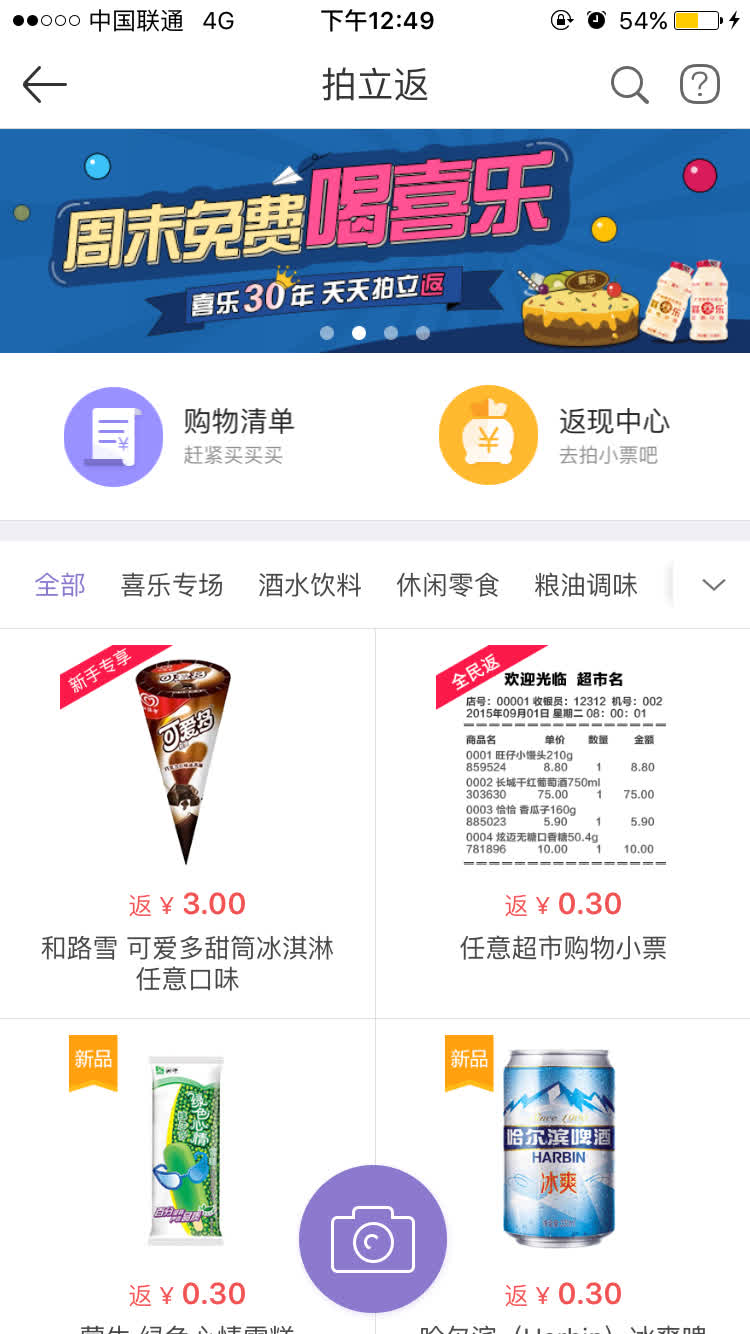 中国联通 4G 下午12:49 54%
拍立返
周末免费喝喜乐
喜乐30年 天天拍立返
购物清单
赶紧买买买
返现中心
去拍小票吧
全部 喜乐专场 酒水饮料 休闲零食 粮油调味
新手专享
可爱多
返 ¥ 3.00
和路雪 可爱多甜筒冰淇淋
任意口味
全民返
欢迎光临 超市名
店号：00001 收银员：12312 机号：002
2015年09月01日 星期二 08：00：01
商品名 单价 数量 金额
0001 旺仔小馒头210g
859524 8.80 1 8.80
0002 长城干红葡萄酒750ml
303630 75.00 1 75.00
0003 恰恰 香瓜子160g
885023 5.90 1 5.90
0004 炫迈无糖口香糖50.4g
781896 10.00 1 10.00
返 ¥ 0.30
任意超市购物小票
新品
绿色心情
返 ¥ 0.30
蒙牛 绿色心情雪糕
新品
哈尔滨啤酒
HARBIN
冰爽
返 ¥ 0.30
哈尔滨（Harbin）冰爽啤